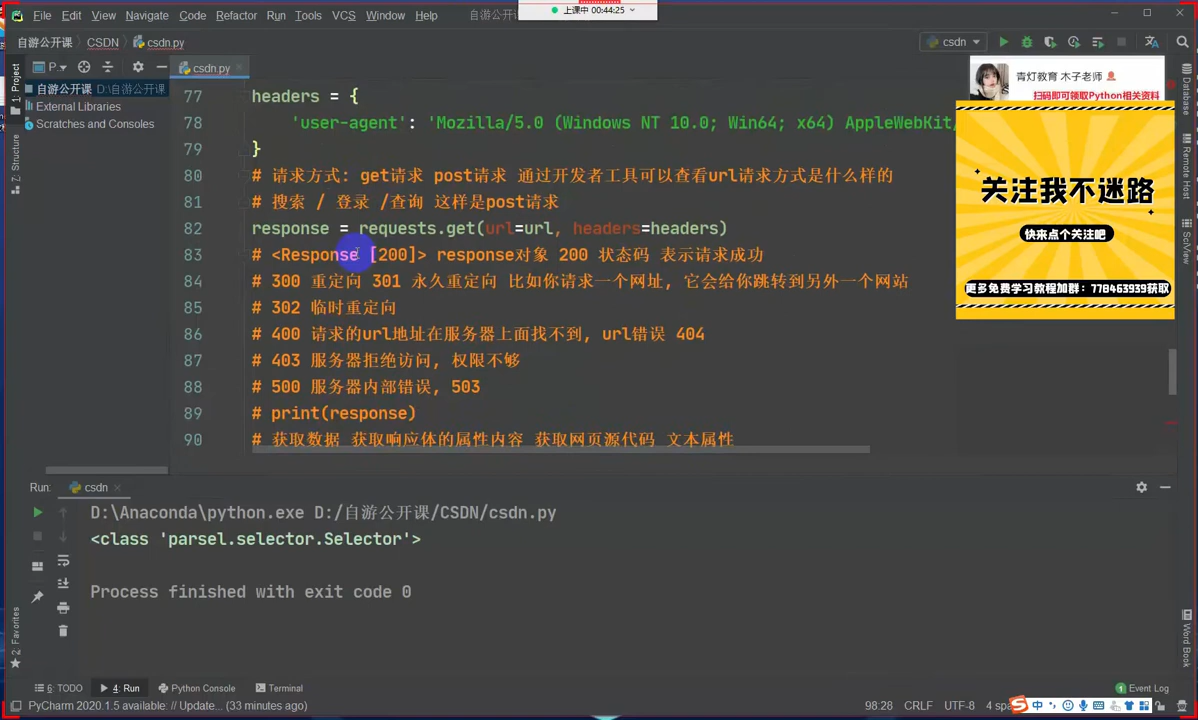 File Edit View Navigate Code Refactor Run Tools VCS Window Help 自游公开课
上课中 00:44:25
自游公开课 CSDN csdn.py
csdn
P..
csdn.py
1: Project
自游公开课 D:\自游公开课
External Libraries
Scratches and Consoles
Z: Structure
77 headers = {
78 'user-agent': 'Mozilla/5.0 (Windows NT 10.0; Win64; x64) AppleWebKit/
79 }
80 # 请求方式: get请求 post请求 通过开发者工具可以查看url请求方式是什么样的
81 # 搜索 / 登录 /查询 这样是post请求
82 response = requests.get(url=url, headers=headers)
83 # <Response [200]> response对象 200 状态码 表示请求成功
84 # 300 重定向 301 永久重定向 比如你请求一个网址, 它会给你跳转到另外一个网站
85 # 302 临时重定向
86 # 400 请求的url地址在服务器上面找不到, url错误 404
87 # 403 服务器拒绝访问, 权限不够
88 # 500 服务器内部错误, 503
89 # print(response)
90 # 获取数据 获取响应体的属性内容 获取网页源代码 文本属性
青灯教育 木子老师
扫码即可领取Python相关资料
关注我不迷路
快来点个关注吧
更多免费学习教程加群: 778463939获取
Database
Remote Host
SciView
Word Book
Run: csdn
D:\Anaconda\python.exe D:/自游公开课/CSDN/csdn.py
<class 'parsel.selector.Selector'>
Process finished with exit code 0
2: Favorites
6: TODO 4: Run Python Console Terminal
1 Event Log
PyCharm 2020.1.5 available: // Update... (33 minutes ago)
98:28 CRLF UTF-8 4 spa
中